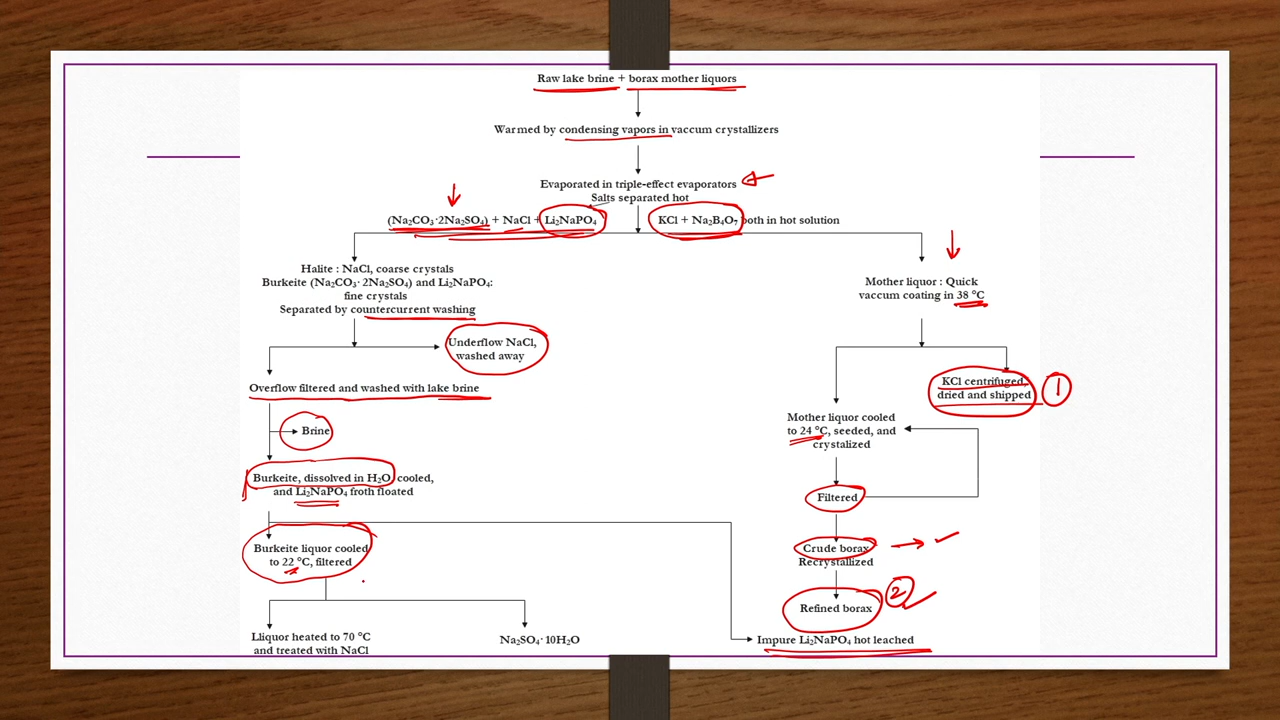 Raw lake brine + borax mother liquors
Warmed by condensing vapors in vaccum crystallizers
Evaporated in triple-effect evaporators
Salts separated hot
(Na₂CO₃·2Na₂SO₄) + NaCl + Li₂NaPO₄
KCl + Na₂B₄O₇ both in hot solution
Halite : NaCl, coarse crystals
Burkeite (Na₂CO₃·2Na₂SO₄) and Li₂NaPO₄:
fine crystals
Separated by countercurrent washing
Mother liquor : Quick
vaccum coating in 38 °C
Underflow NaCl,
washed away
Overflow filtered and washed with lake brine
KCl centrifuged,
dried and shipped
1
Brine
Mother liquor cooled
to 24 °C, seeded, and
crystalized
Burkeite, dissolved in H₂O, cooled,
and Li₂NaPO₄ froth floated
Filtered
Burkeite liquor cooled
to 22 °C, filtered
Crude borax
Recrystallized
Refined borax
2
Lliquor heated to 70 °C
and treated with NaCl
Na₂SO₄·10H₂O
Impure Li₂NaPO₄ hot leached